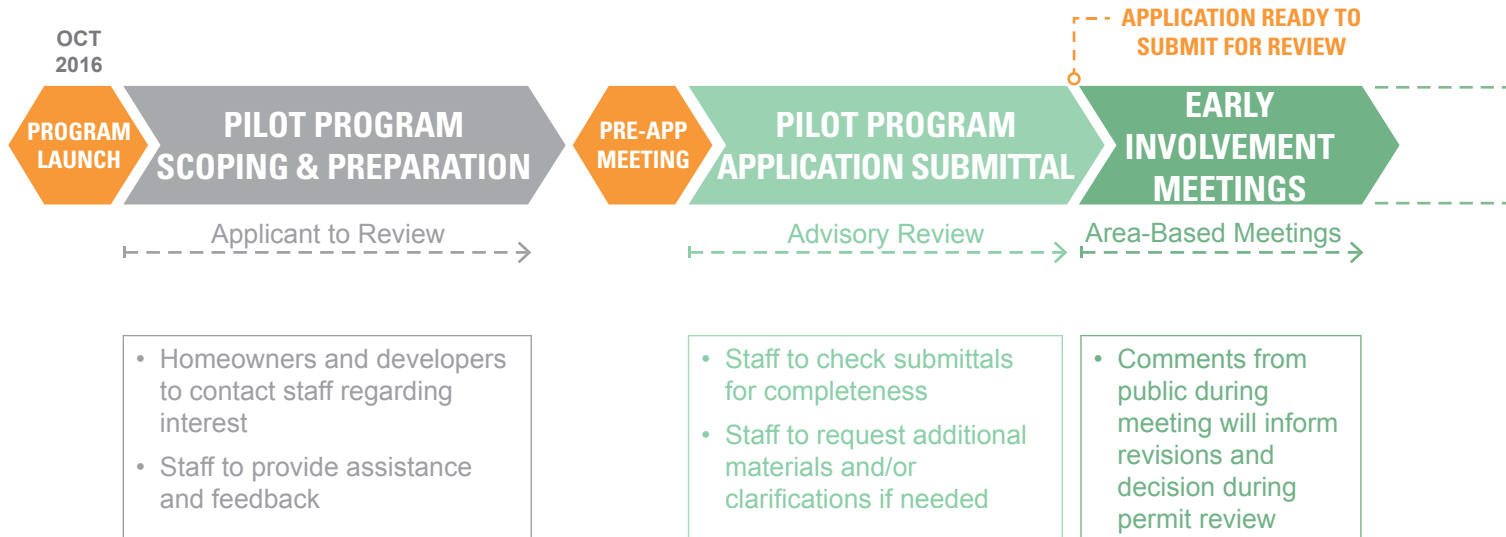 OCT
2016
APPLICATION READY TO
SUBMIT FOR REVIEW
PROGRAM
LAUNCH
PILOT PROGRAM
SCOPING & PREPARATION
PRE-APP
MEETING
PILOT PROGRAM
APPLICATION SUBMITTAL
EARLY
INVOLVEMENT
MEETINGS
Applicant to Review
Advisory Review
Area-Based Meetings
• Homeowners and developers
to contact staff regarding
interest
• Staff to provide assistance
and feedback
• Staff to check submittals
for completeness
• Staff to request additional
materials and/or
clarifications if needed
• Comments from
public during
meeting will inform
revisions and
decision during
permit review